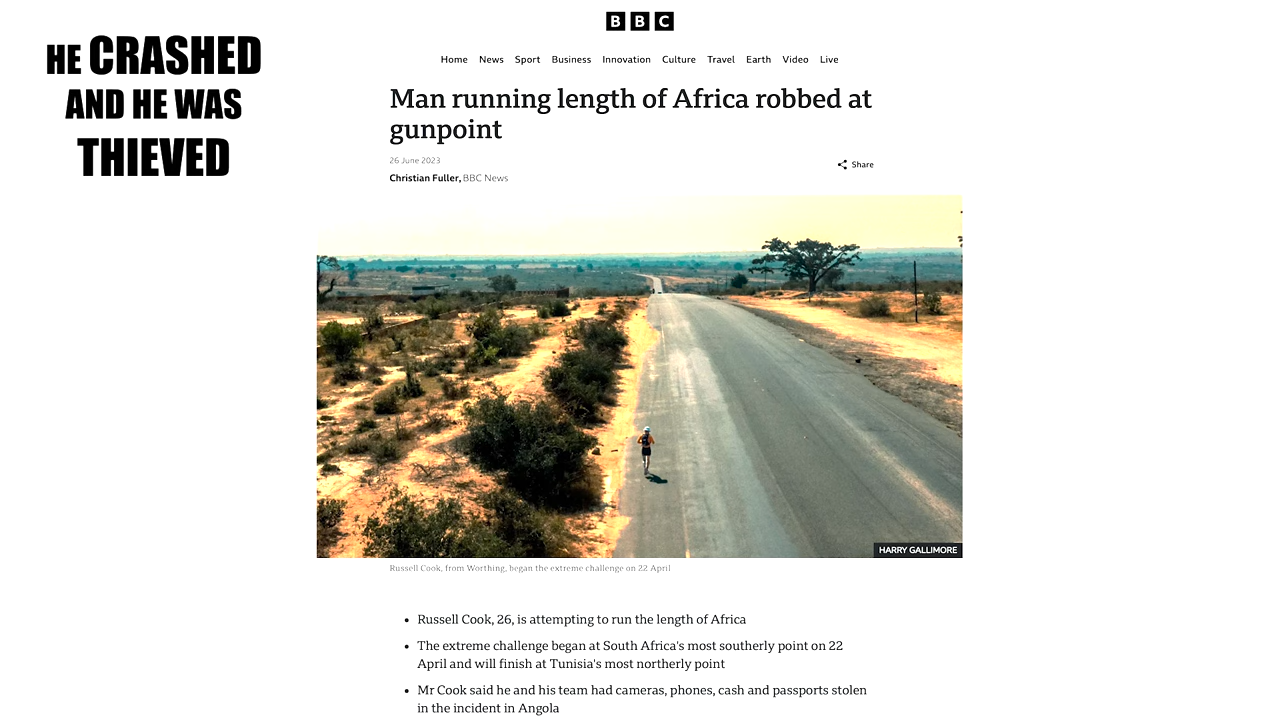 HE CRASHED
AND HE WAS
THIEVED
BBC
Home News Sport Business Innovation Culture Travel Earth Video Live
Man running length of Africa robbed at
gunpoint
26 June 2023
Share
Christian Fuller, BBC News
HARRY GALLIMORE
Russell Cook, from Worthing, began the extreme challenge on 22 April
• Russell Cook, 26, is attempting to run the length of Africa
• The extreme challenge began at South Africa's most southerly point on 22
April and will finish at Tunisia's most northerly point
• Mr Cook said he and his team had cameras, phones, cash and passports stolen
in the incident in Angola